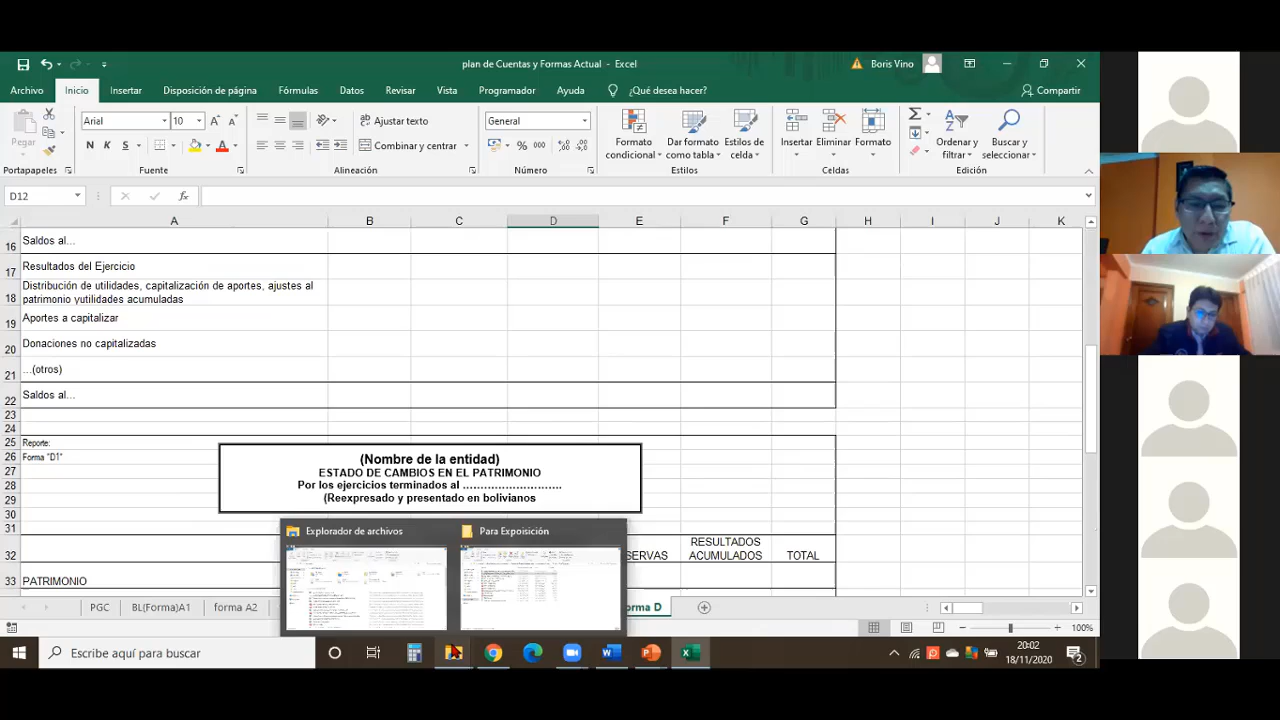 plan de Cuentas y Formas Actual - Excel
Boris Vino
Archivo Inicio Insertar Disposición de página Fórmulas Datos Revisar Vista Programador Ayuda ¿Qué desea hacer? Compartir
Pegar
Arial 10
N K S
Ajustar texto
Combinar y centrar
General
% 000
Formato condicional
Dar formato como tabla
Estilos de celda
Insertar Eliminar Formato
Ordenar y filtrar
Buscar y seleccionar
Portapapeles Fuente Alineación Número Estilos Celdas Edición
D12 fx
A B C D E F G H I J K
16 Saldos al...
17 Resultados del Ejercicio
18 Distribución de utilidades, capitalización de aportes, ajustes al
patrimonio yutilidades acumuladas
19 Aportes a capitalizar
20 Donaciones no capitalizadas
21 ...(otros)
22 Saldos al...
23
24
25 Reporte:
26 Forma "D1"
27
28
29
30
31
(Nombre de la entidad)
ESTADO DE CAMBIOS EN EL PATRIMONIO
Por los ejercicios terminados al ............................
(Reexpresado y presentado en bolivianos
32 ERVAS RESULTADOS ACUMULADOS TOTAL
33 PATRIMONIO
Explorador de archivos
Para Exposición
PGC BL(Forma)A1 forma A2 orma D
100%
Escribe aquí para buscar
20:02
18/11/2020
2